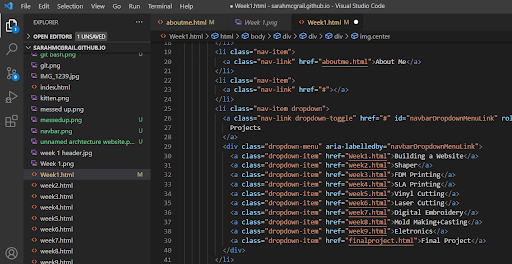 File Edit Selection View Go Run Terminal Help
● Week1.html - sarahmcgrail.github.io - Visual Studio Code
EXPLORER
OPEN EDITORS 1 UNSAVED
SARAHMCGRAIL.GITHUB.IO
git bash.png U
git.png
IMG_1239.jpg
index.html
kitten.png
messed up.png
messedup.png U
navbar.png U
unnamed architecture website.p... U
week 1 header.jpg
Week 1.png
Week1.html M
week2.html
week3.html
week4.html
week5.html
week6.html
week7.html
week8.html
week9.html
aboutme.html M
Week 1.png
Week1.html M ●
Week1.html > html > body > div > div > div > div > img.center
18 <li class="nav-item">
19 <a class="nav-link" href="aboutme.html">About Me</a>
20 </li>
21 <li class="nav-item">
22 <a class="nav-link" href="#"></a>
23 </li>
24
25 <li class="nav-item dropdown">
26 <a class="nav-link dropdown-toggle" href="#" id="navbarDropdownMenuLink" rol
27 Projects
28 </a>
29 <div class="dropdown-menu" aria-labelledby="navbarDropdownMenuLink">
30 <a class="dropdown-item" href="Week1.html">Building a Website</a>
31 <a class="dropdown-item" href="week2.html">Shaper</a>
32 <a class="dropdown-item" href="week3.html">FDM Printing</a>
33 <a class="dropdown-item" href="week4.html">SLA Printing</a>
34 <a class="dropdown-item" href="week5.html">Vinyl Cutting</a>
35 <a class="dropdown-item" href="week6.html">Laser Cutting</a>
36 <a class="dropdown-item" href="week7.html">Digital Embroidery</a>
37 <a class="dropdown-item" href="week8.html">Mold Making+Casting</a>
38 <a class="dropdown-item" href="week9.html">Eletronics</a>
39 <a class="dropdown-item" href="finalproject.html">Final Project</a>
40 </div>
41 </li>